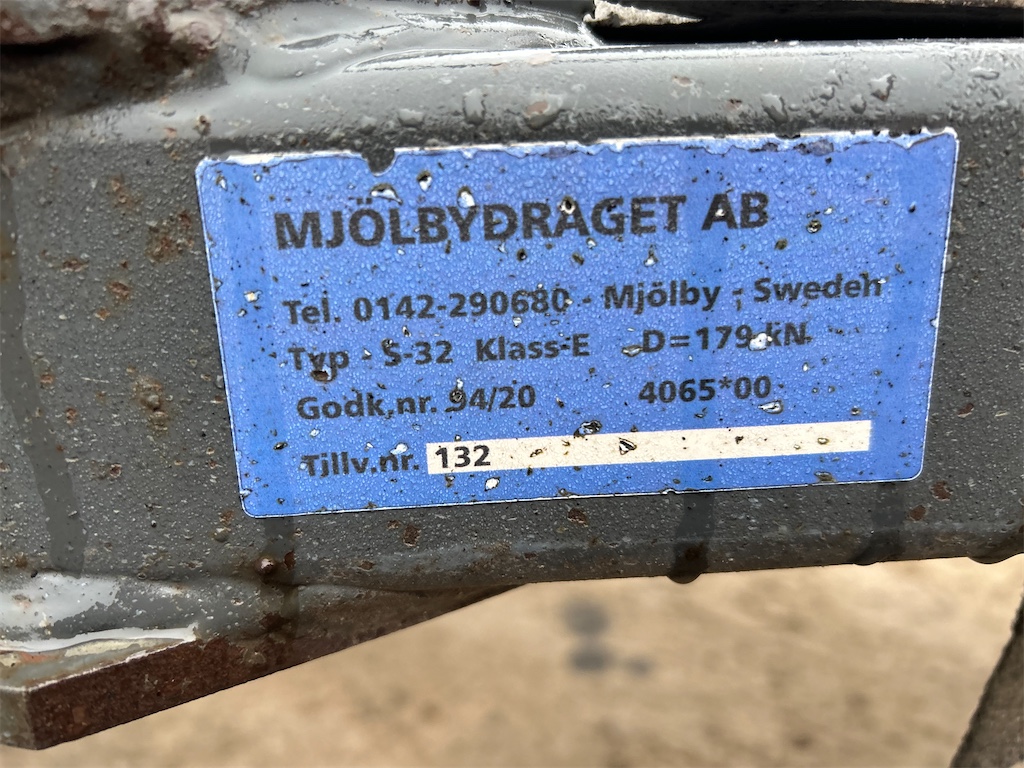 MJÖLBYDRAGET AB
Tel. 0142-290680 - Mjölby - Sweden
Typ S-32 Klass-E D=179 kN
Godk.nr. 94/20 4065*00
Tillv.nr. 132